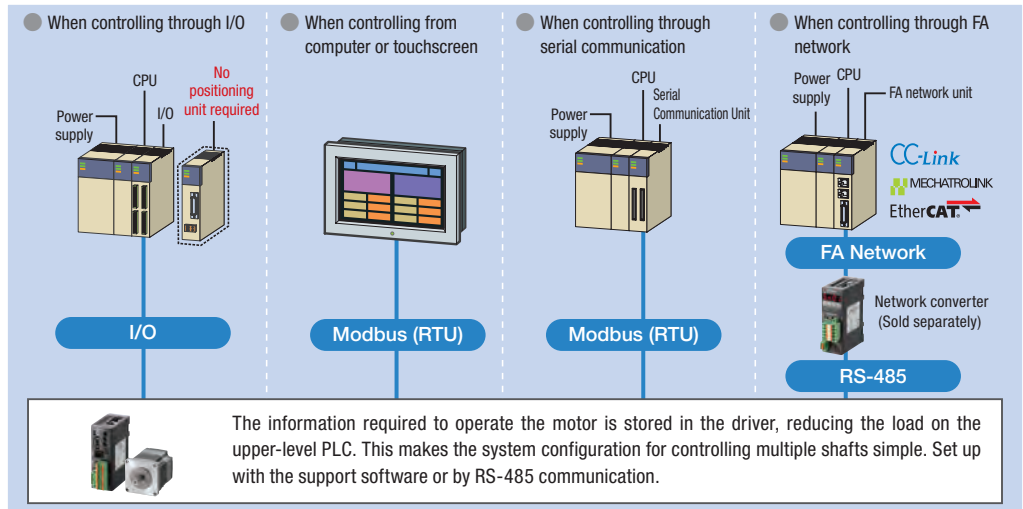 When controlling through I/O
No
positioning
unit required
CPU
I/O
Power
supply
I/O
When controlling from
computer or touchscreen
Modbus (RTU)
When controlling through
serial communication
CPU
Serial
Communication Unit
Power
supply
Modbus (RTU)
When controlling through FA
network
Power
supply
CPU
FA network unit
CC-Link
MECHATROLINK
EtherCAT
FA Network
Network converter
(Sold separately)
RS-485
The information required to operate the motor is stored in the driver, reducing the load on the
upper-level PLC. This makes the system configuration for controlling multiple shafts simple. Set up
with the support software or by RS-485 communication.